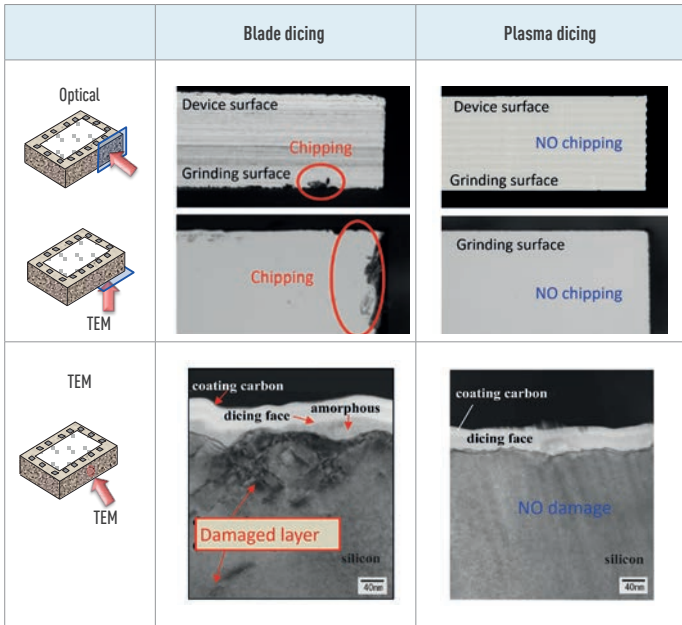 Blade dicing
Plasma dicing
Optical
Device surface
Chipping
Grinding surface
Device surface
NO chipping
Grinding surface
TEM
Chipping
Grinding surface
NO chipping
TEM
TEM
coating carbon
dicing face
amorphous
Damaged layer
silicon
40nm
coating carbon
dicing face
NO damage
silicon
40nm